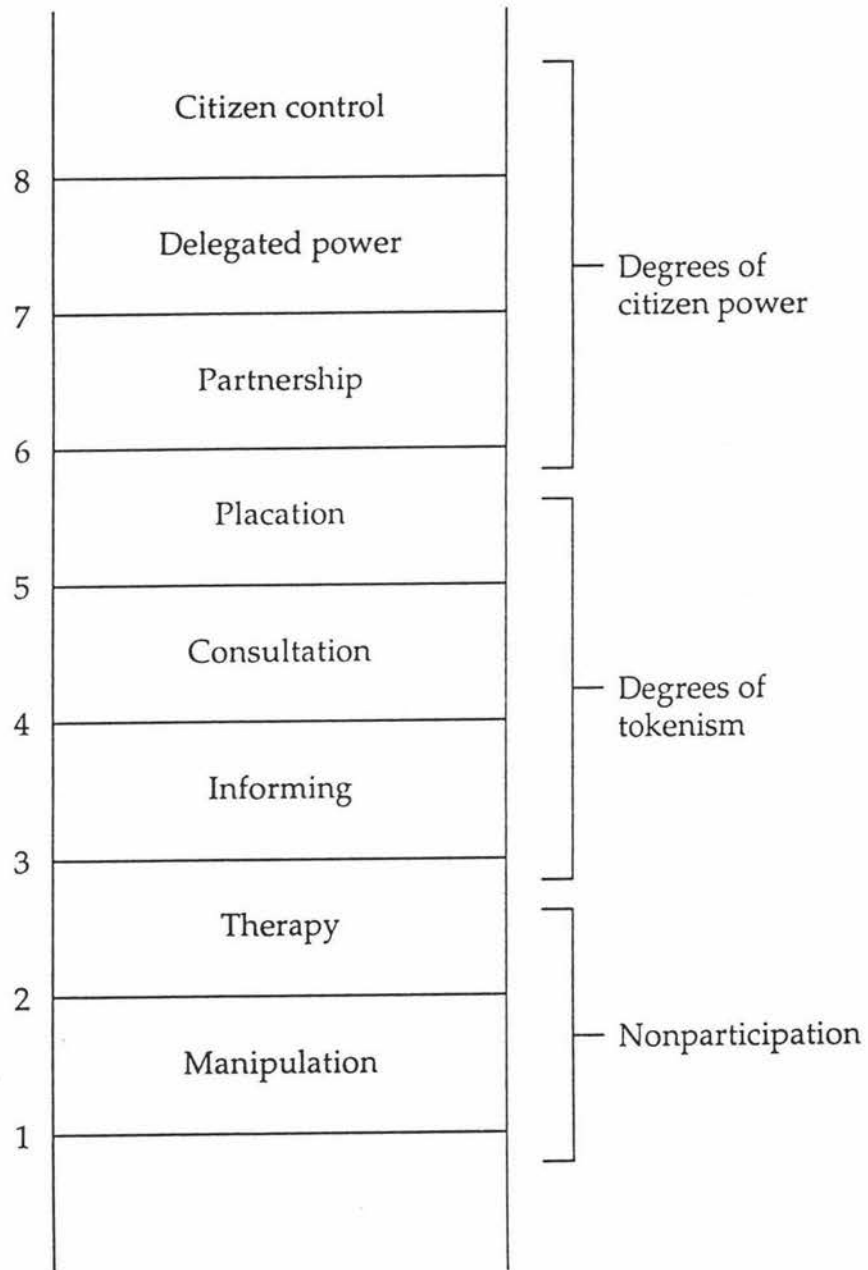 Citizen control
8
Delegated power
7
Partnership
6
Placation
5
Consultation
4
Informing
3
Therapy
2
Manipulation
1
Degrees of
citizen power
Degrees of
tokenism
Nonparticipation